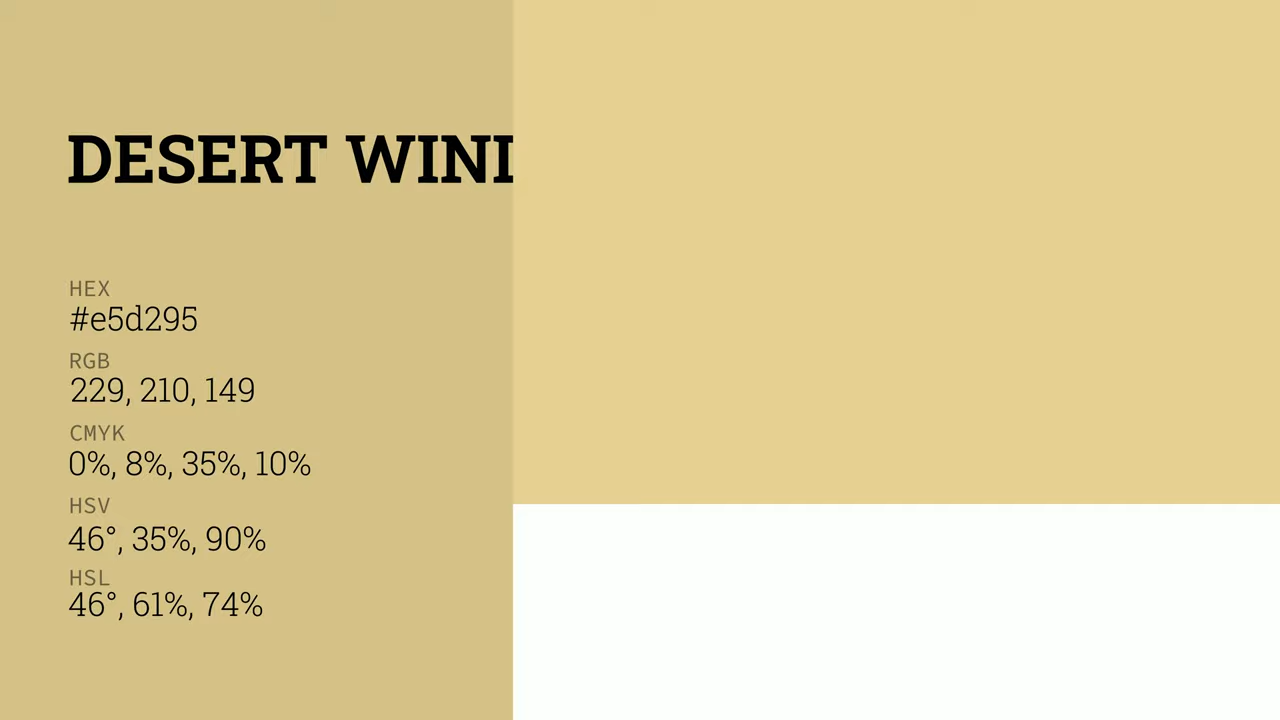 DESERT WINI
HEX
#e5d295
RGB
229, 210, 149
CMYK
0%, 8%, 35%, 10%
HSV
46°, 35%, 90%
HSL
46°, 61%, 74%